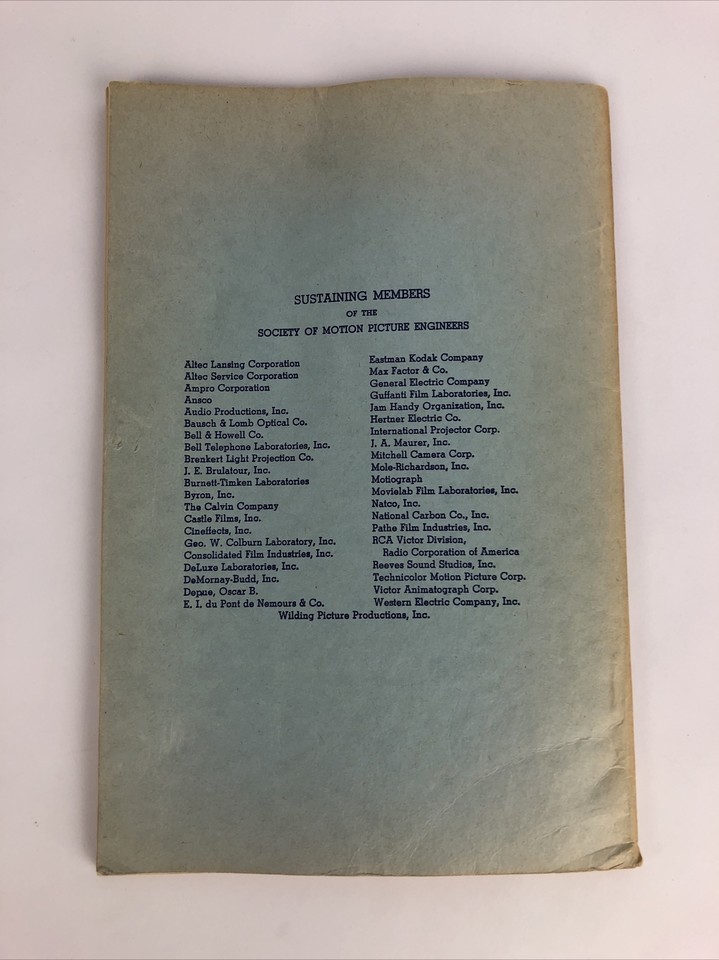 SUSTAINING MEMBERS
OF THE
SOCIETY OF MOTION PICTURE ENGINEERS
Altec Lansing Corporation
Altec Service Corporation
Ampro Corporation
Ansco
Audio Productions, Inc.
Bausch & Lomb Optical Co.
Bell & Howell Co.
Bell Telephone Laboratories, Inc.
Brenkert Light Projection Co.
J. E. Brulatour, Inc.
Burnett-Timken Laboratories
Byron, Inc.
The Calvin Company
Castle Films, Inc.
Cineffects, Inc.
Geo. W. Colburn Laboratory, Inc.
Consolidated Film Industries, Inc.
DeLuxe Laboratories, Inc.
DeMornay-Budd, Inc.
Depue, Oscar B.
E. I. du Pont de Nemours & Co.
Eastman Kodak Company
Max Factor & Co.
General Electric Company
Guffanti Film Laboratories, Inc.
Jam Handy Organization, Inc.
Hertner Electric Co.
International Projector Corp.
J. A. Maurer, Inc.
Mitchell Camera Corp.
Mole-Richardson, Inc.
Motiograph
Movielab Film Laboratories, Inc.
Natco, Inc.
National Carbon Co., Inc.
Pathe Film Industries, Inc.
RCA Victor Division,
Radio Corporation of America
Reeves Sound Studios, Inc.
Technicolor Motion Picture Corp.
Victor Animatograph Corp.
Western Electric Company, Inc.
Wilding Picture Productions, Inc.